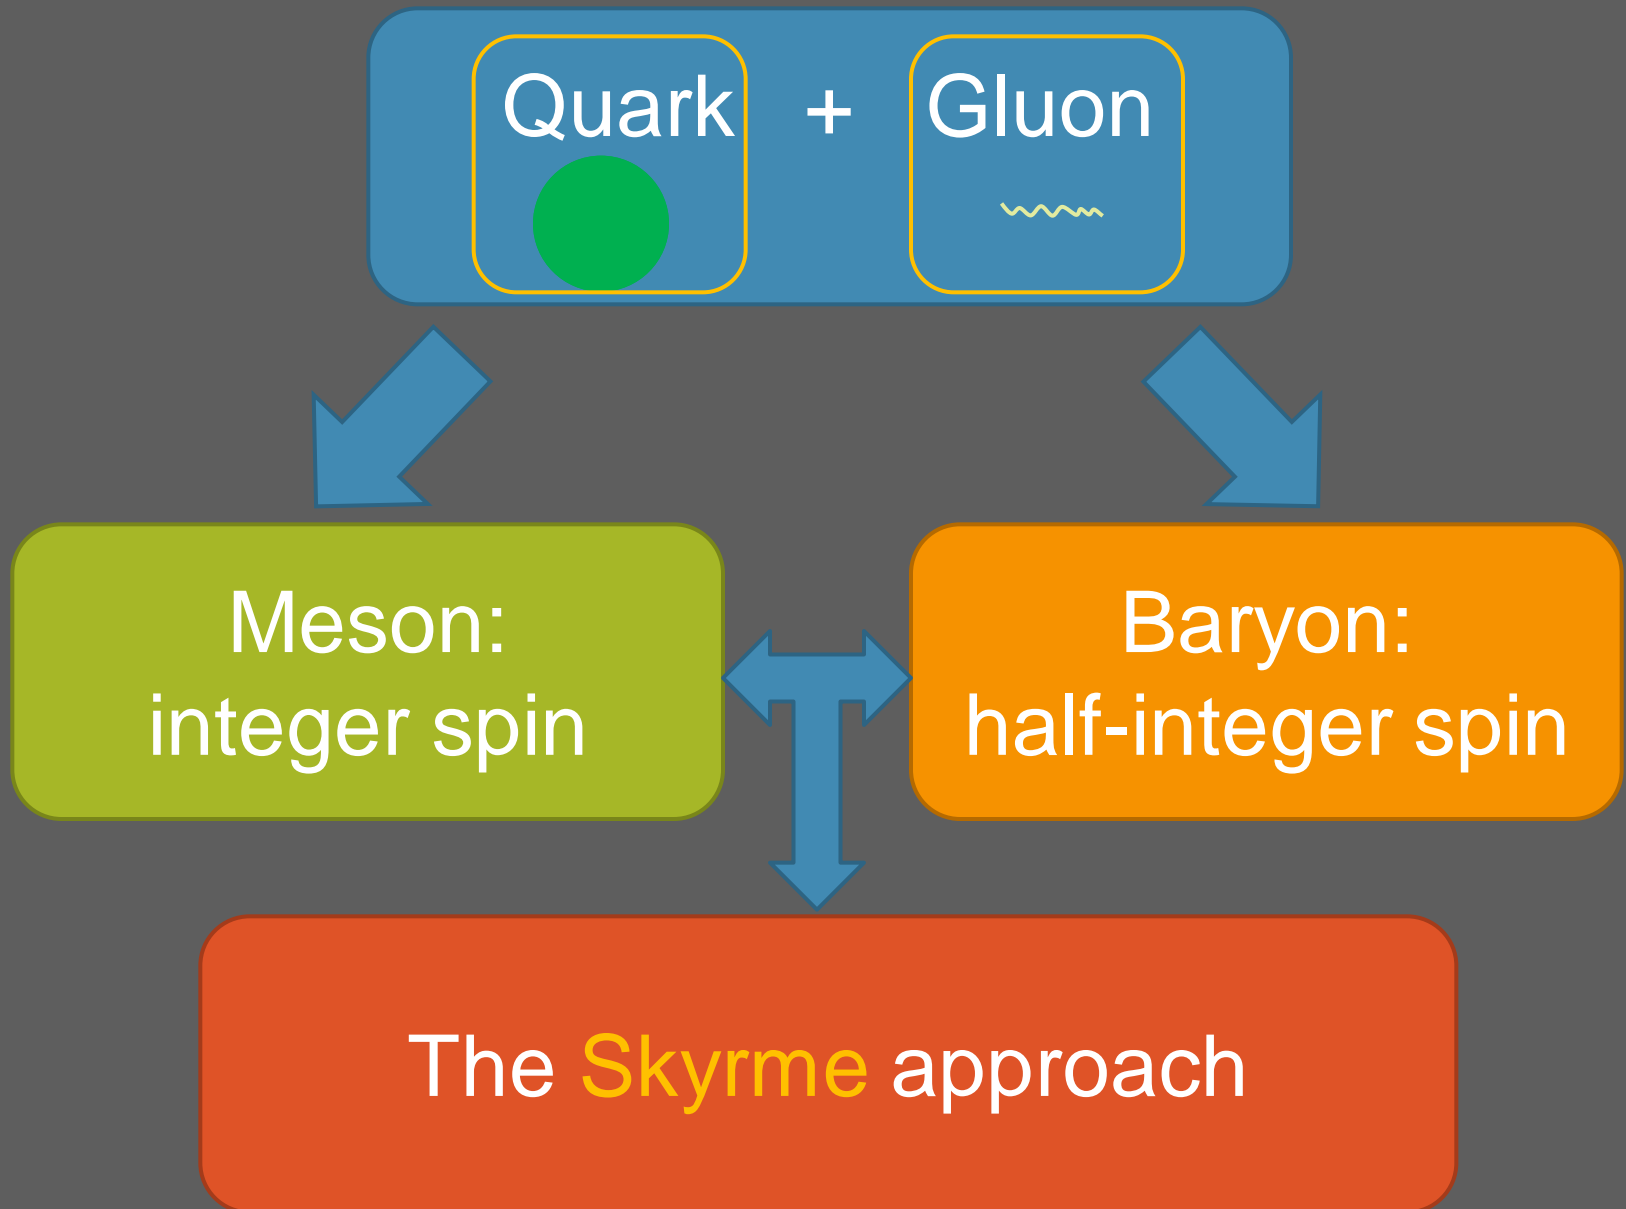 Quark + Gluon
Meson:
integer spin
Baryon:
half-integer spin
The Skyrme approach